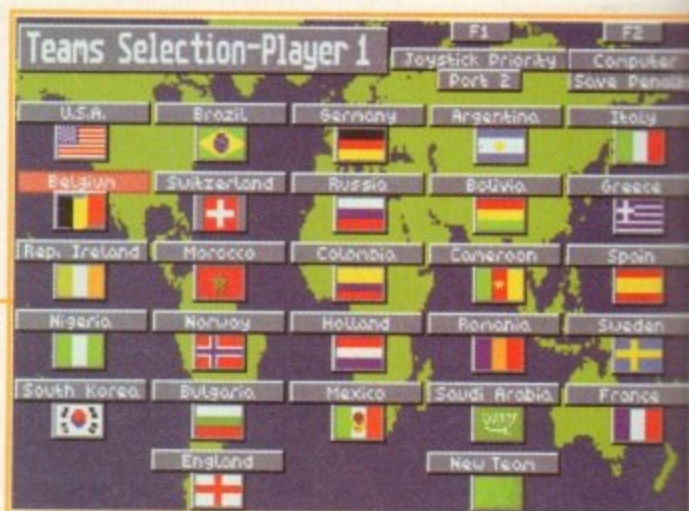 F1 F2
Teams Selection-Player 1
Joystick Priority Computer
Port 2 Save Penal
U.S.A. Brazil Germany Argentina Italy
Belgium Switzerland Russia Bolivia Greece
Rep. Ireland Morocco Colombia Cameroon Spain
Nigeria Norway Holland Romania Sweden
South Korea Bulgaria Mexico Saudi Arabia France
England New Team